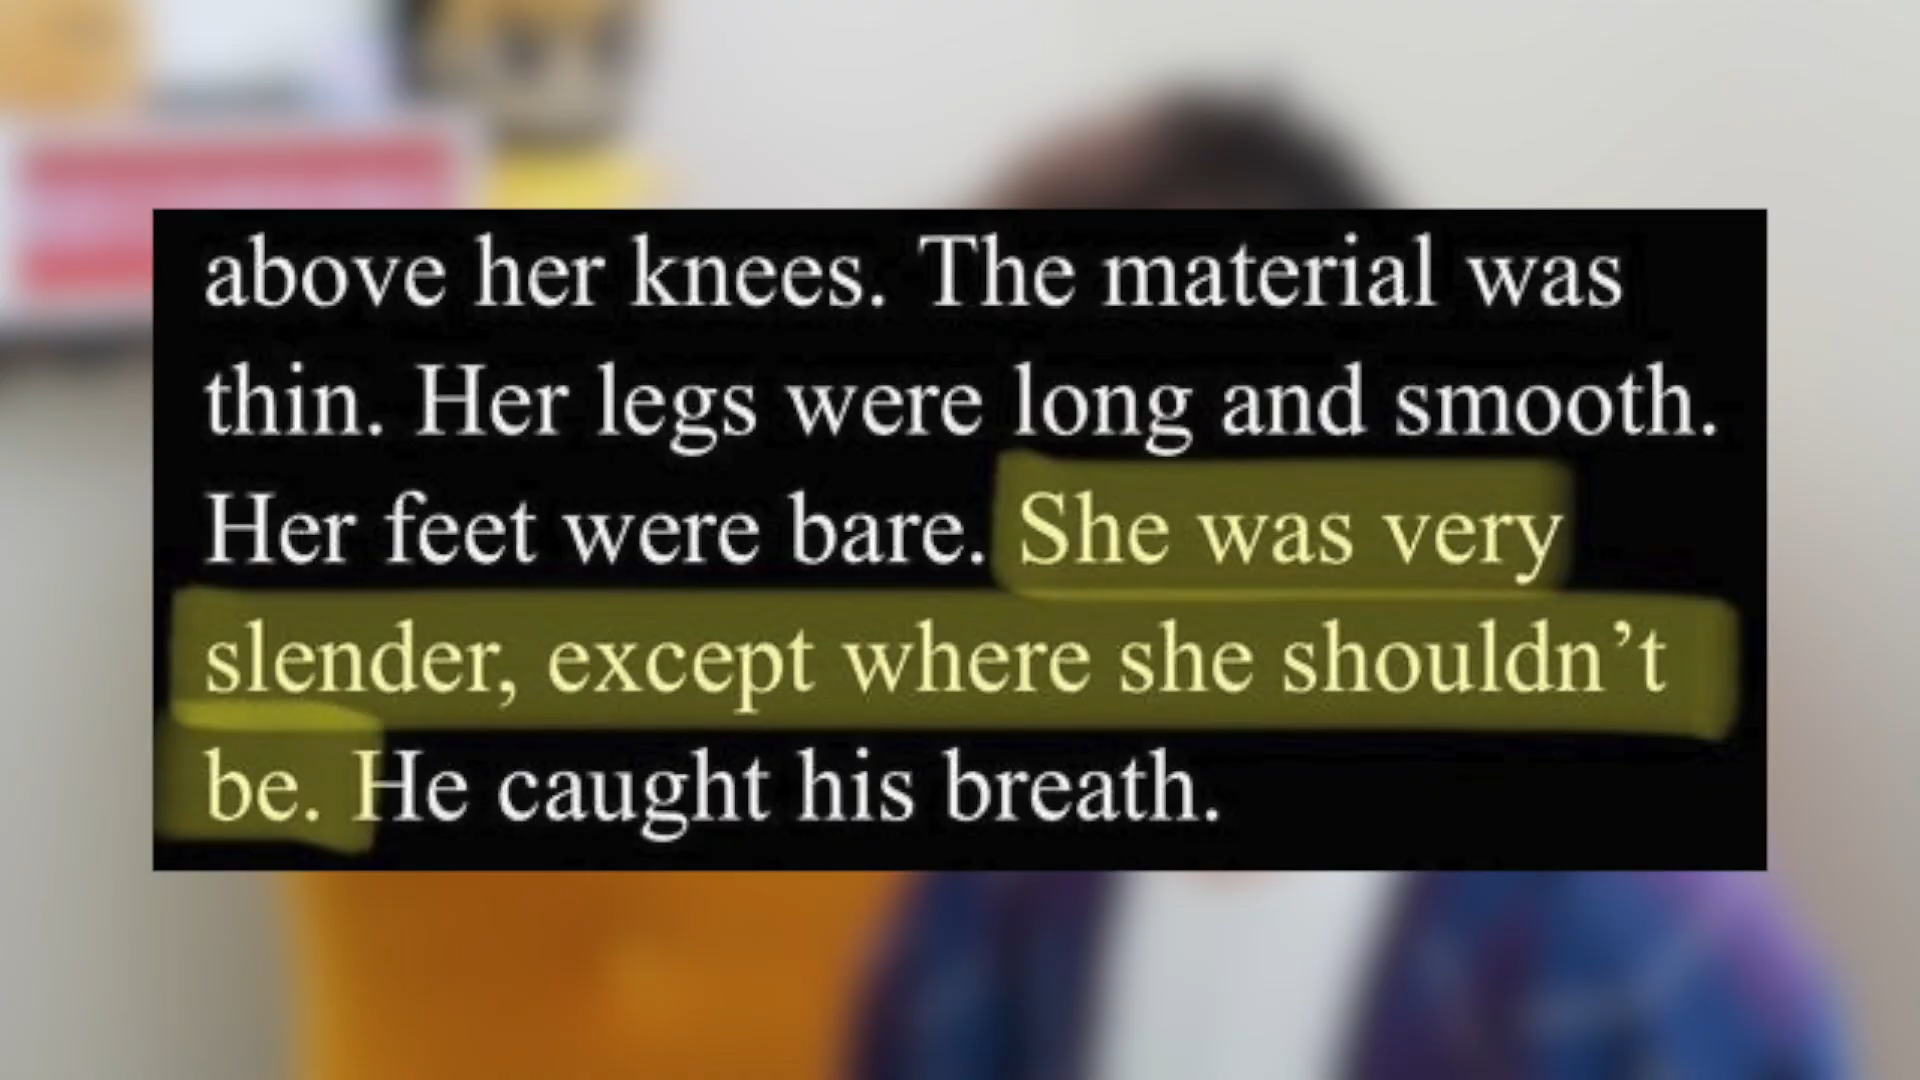 above her knees. The material was
thin. Her legs were long and smooth.
Her feet were bare. She was very
slender, except where she shouldn’t
be. He caught his breath.